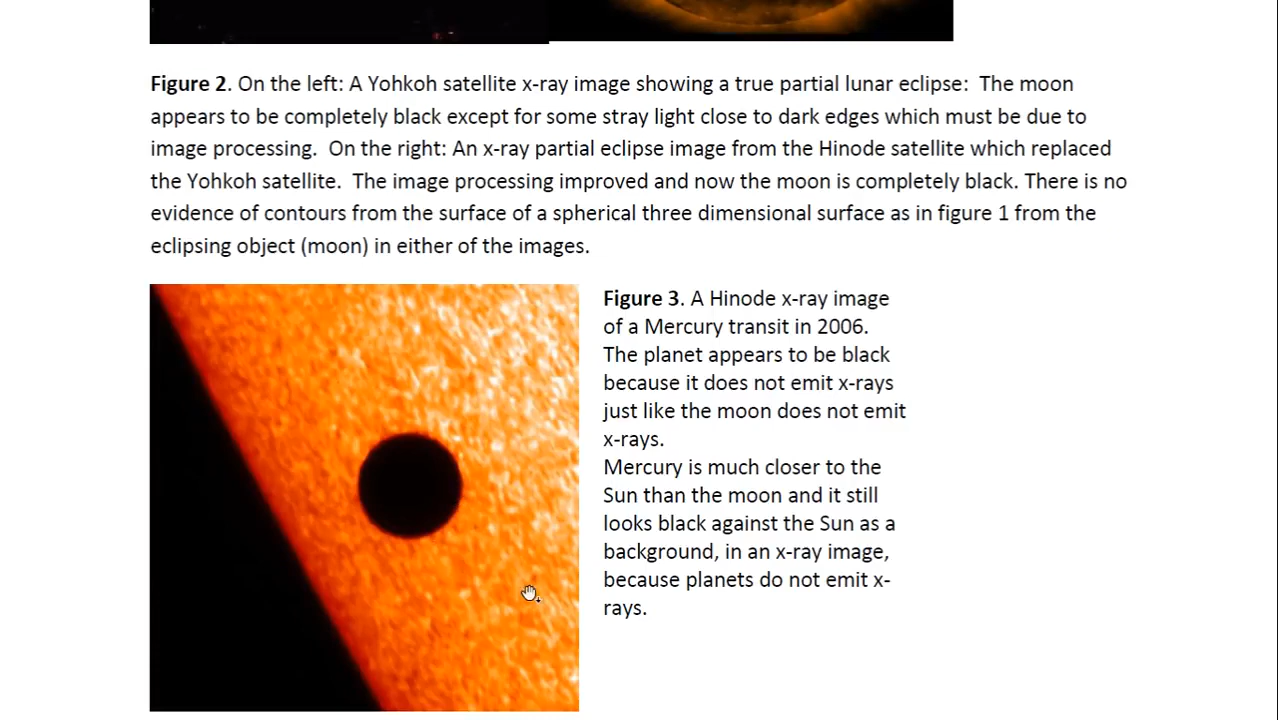 Figure 2. On the left: A Yohkoh satellite x-ray image showing a true partial lunar eclipse:  The moon
appears to be completely black except for some stray light close to dark edges which must be due to
image processing.  On the right: An x-ray partial eclipse image from the Hinode satellite which replaced
the Yohkoh satellite.  The image processing improved and now the moon is completely black. There is no
evidence of contours from the surface of a spherical three dimensional surface as in figure 1 from the
eclipsing object (moon) in either of the images.
Figure 3. A Hinode x-ray image
of a Mercury transit in 2006.
The planet appears to be black
because it does not emit x-rays
just like the moon does not emit
x-rays.
Mercury is much closer to the
Sun than the moon and it still
looks black against the Sun as a
background, in an x-ray image,
because planets do not emit x-
rays.